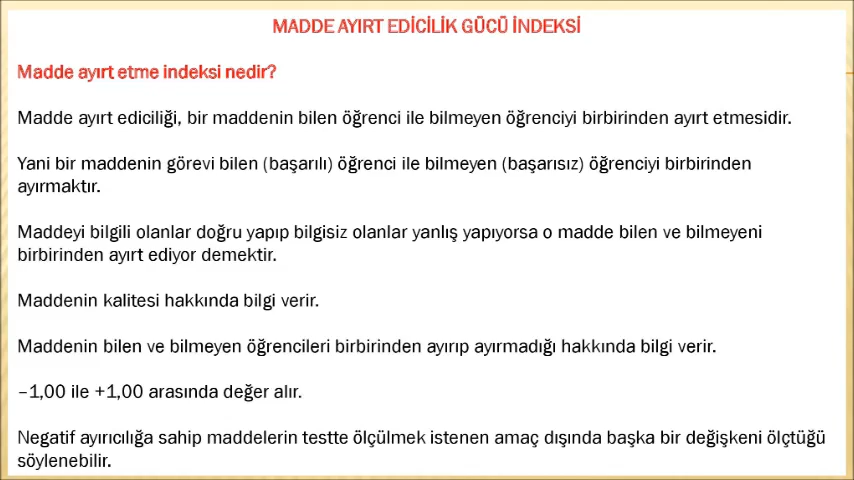 MADDE AYIRT EDİCİLİK GÜCÜ İNDEKSİ
Madde ayırt etme indeksi nedir?
Madde ayırt ediciliği, bir maddenin bilen öğrenci ile bilmeyen öğrenciyi birbirinden ayırt etmesidir.
Yani bir maddenin görevi bilen (başarılı) öğrenci ile bilmeyen (başarısız) öğrenciyi birbirinden
ayırmaktır.
Maddeyi bilgili olanlar doğru yapıp bilgisiz olanlar yanlış yapıyorsa o madde bilen ve bilmeyeni
birbirinden ayırt ediyor demektir.
Maddenin kalitesi hakkında bilgi verir.
Maddenin bilen ve bilmeyen öğrencileri birbirinden ayırıp ayırmadığı hakkında bilgi verir.
–1,00 ile +1,00 arasında değer alır.
Negatif ayırıcılığa sahip maddelerin testte ölçülmek istenen amaç dışında başka bir değişkeni ölçtüğü
söylenebilir.